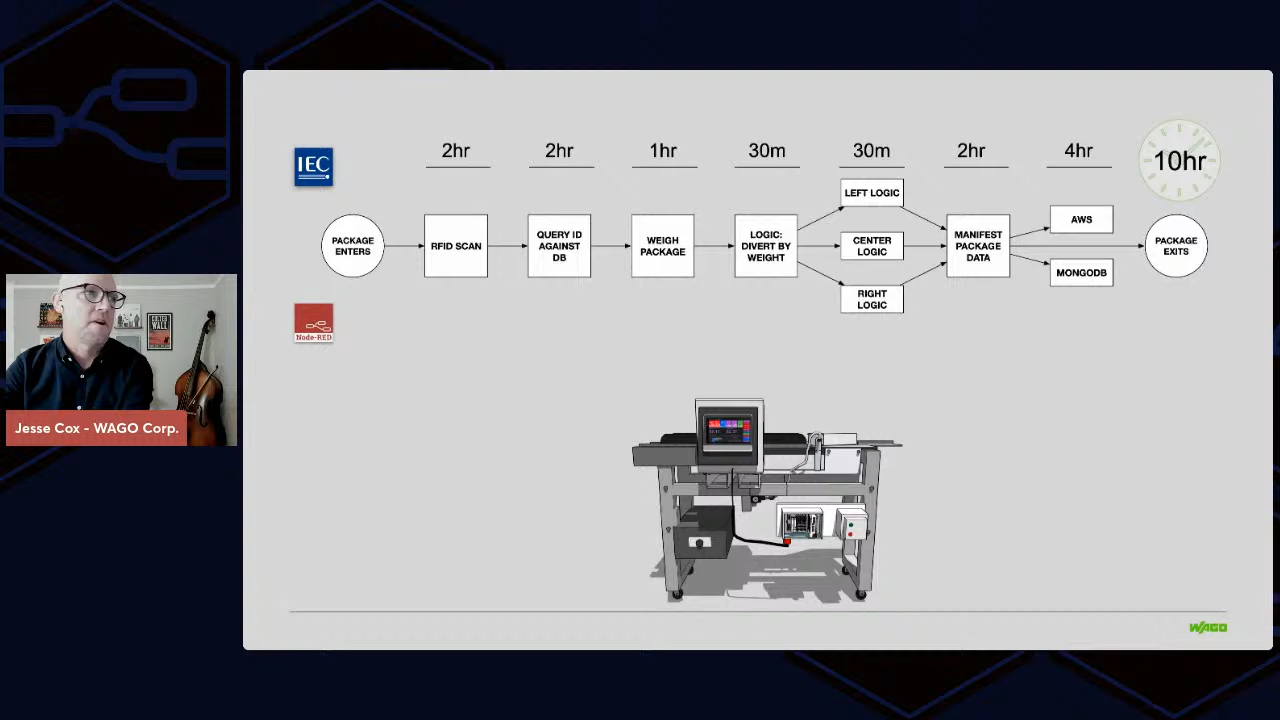 IEC
2hr
2hr
1hr
30m
30m
2hr
4hr
10hr
PACKAGE
ENTERS
RFID SCAN
QUERY ID
AGAINST
DB
WEIGH
PACKAGE
LOGIC:
DIVERT BY
WEIGHT
LEFT LOGIC
CENTER
LOGIC
RIGHT
LOGIC
MANIFEST
PACKAGE
DATA
AWS
MONGODB
PACKAGE
EXITS
Node-RED
Jesse Cox - WAGO Corp.
WAGO